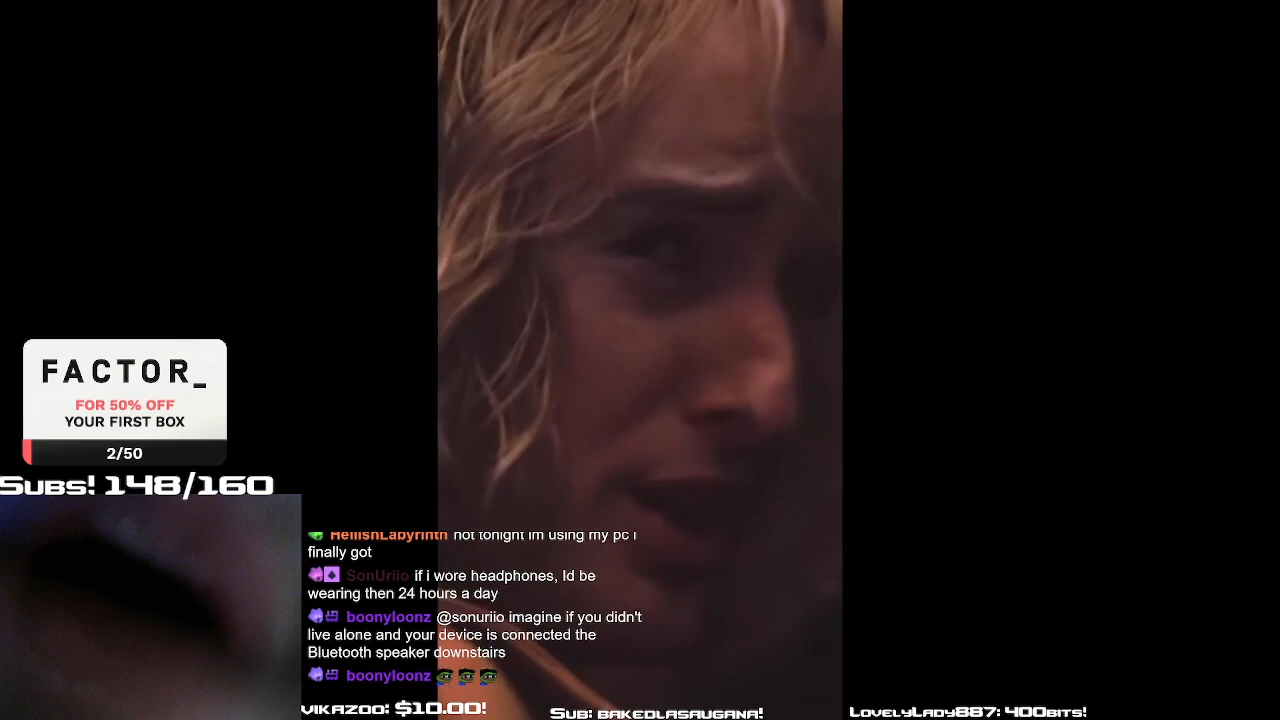 FACTOR_
FOR 50% OFF
YOUR FIRST BOX
2/50
SUBS! 148/160
HellishLabyrinth not tonight im using my pc i
finally got
SonUriio if i wore headphones, Id be
wearing then 24 hours a day
boonyloonz @sonuriio imagine if you didn't
live alone and your device is connected the
Bluetooth speaker downstairs
boonyloonz
vikazoo: $10.00!
Sub: bakedlasaugana!
LovelyLady887: 400bits!